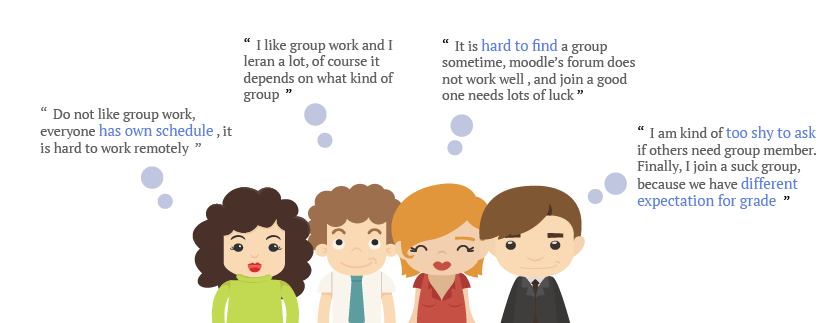 “ Do not like group work,
everyone has own schedule , it
is hard to work remotely ”
“ I like group work and I
leran a lot, of course it
depends on what kind of
group ”
“ It is hard to find a group
sometime, moodle’s forum does
not work well , and join a good
one needs lots of luck ”
“ I am kind of too shy to ask
if others need group member.
Finally, I join a suck group,
because we have different
expectation for grade ”